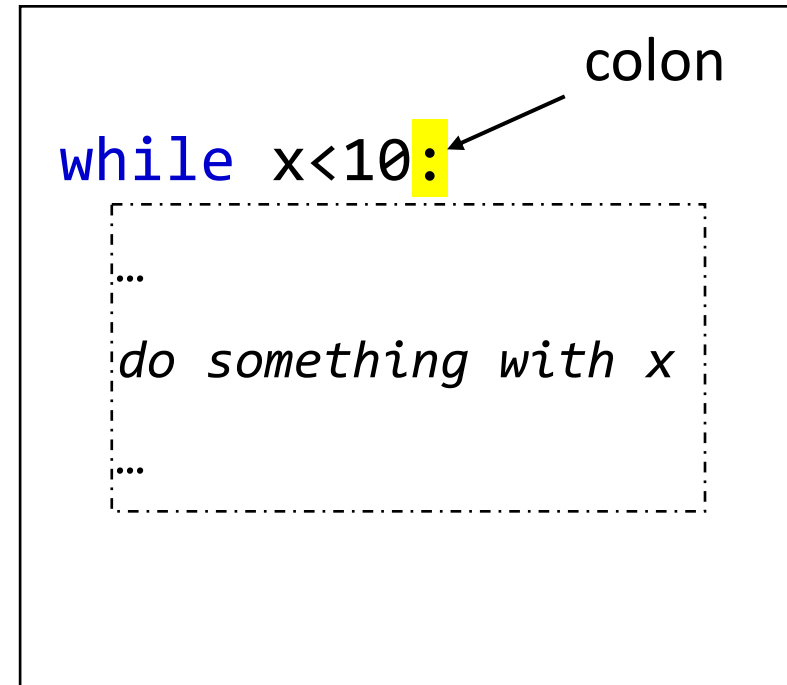 colon
while x<10:
…
do something with x
…